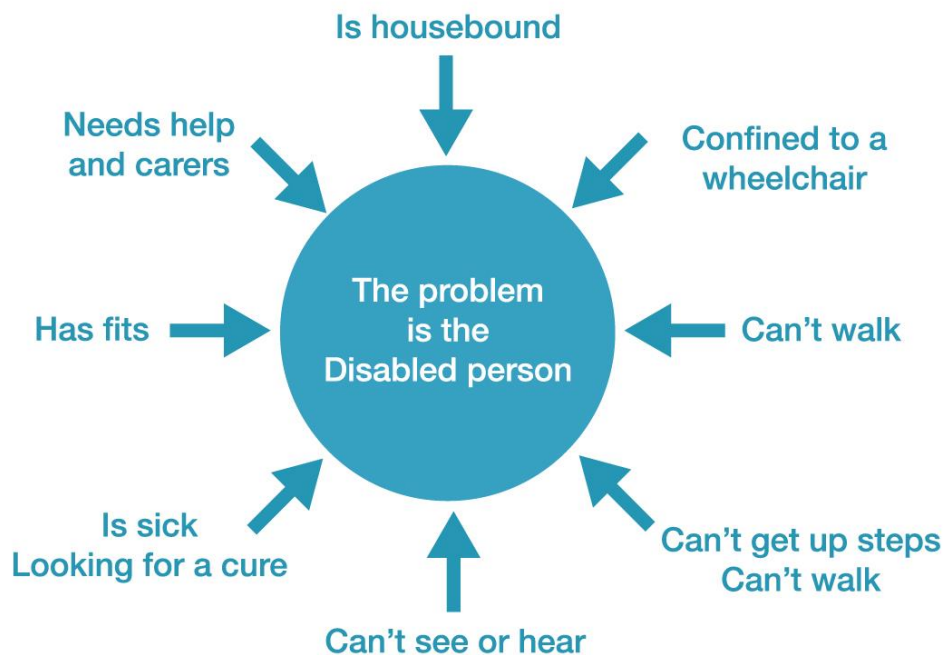 Is housebound
Needs help
and carers
Confined to a
wheelchair
The problem
is the
Disabled person
Has fits
Can't walk
Is sick
Looking for a cure
Can't get up steps
Can't walk
Can't see or hear